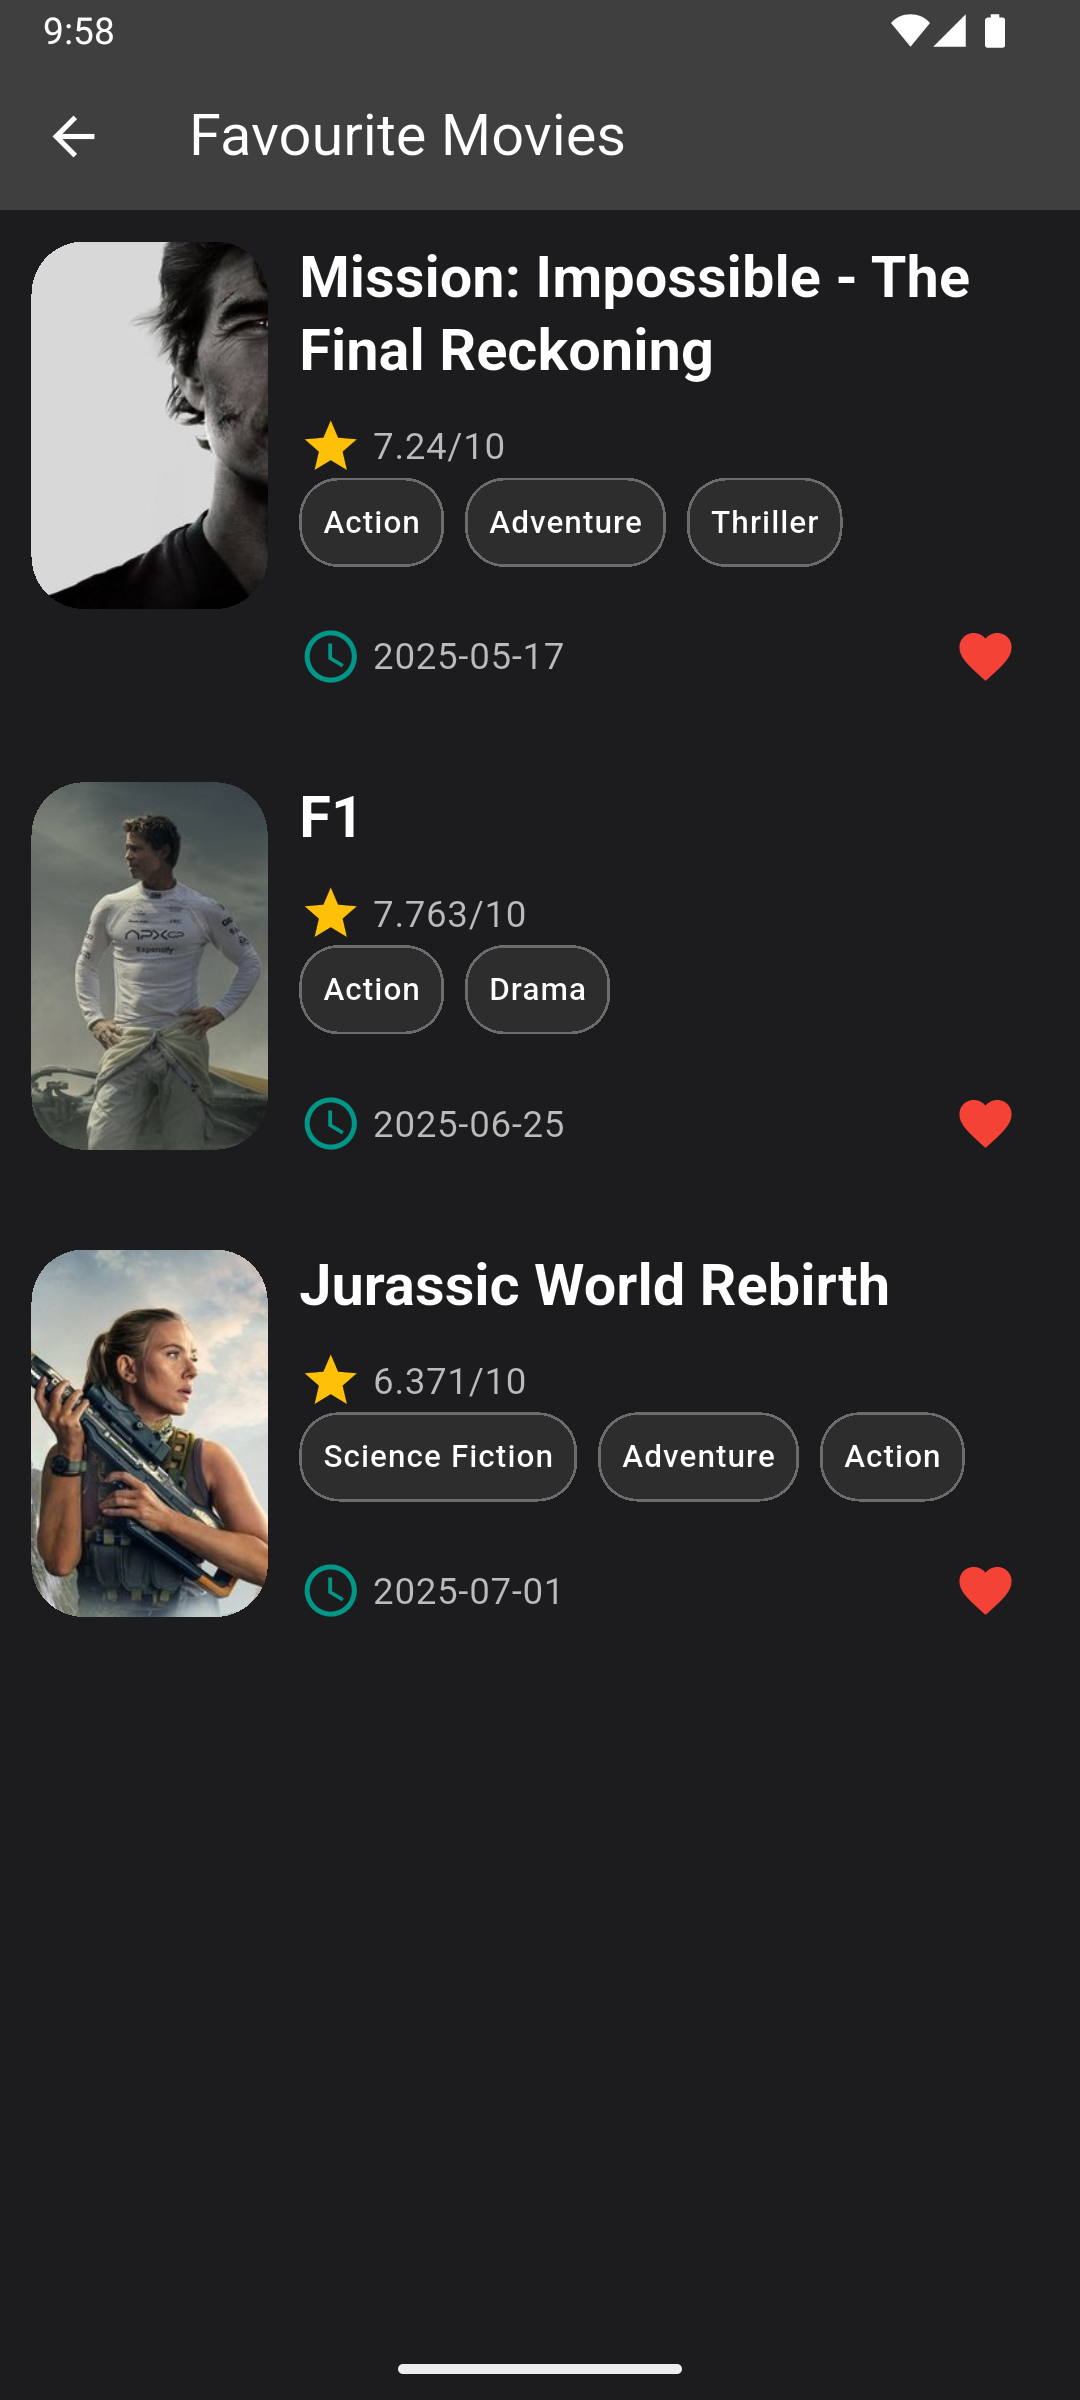 9:58
Favourite Movies
Mission: Impossible - The
Final Reckoning
7.24/10
Action Adventure Thriller
2025-05-17
F1
7.763/10
Action Drama
2025-06-25
APXGP
Expensify
Jurassic World Rebirth
6.371/10
Science Fiction Adventure Action
2025-07-01